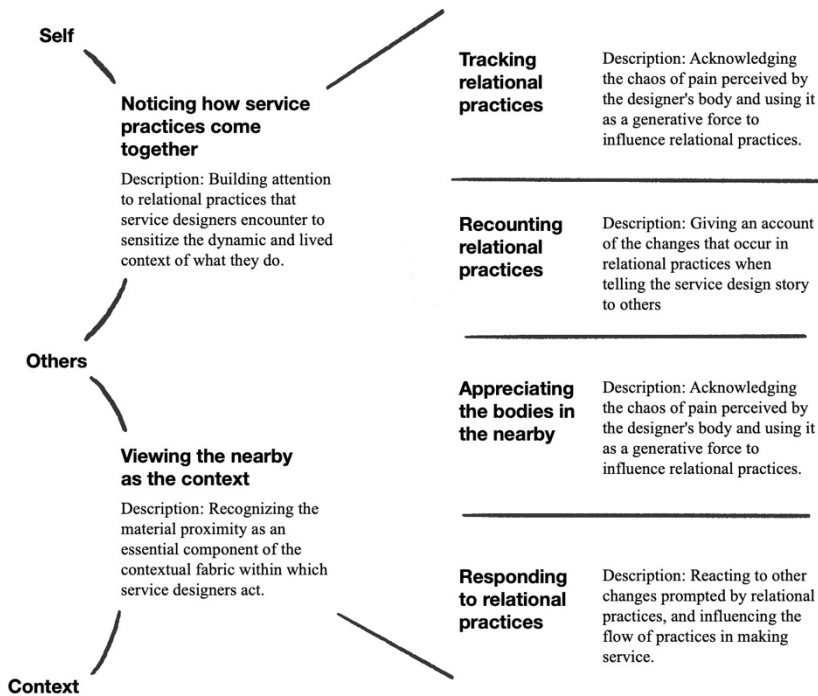 Self
Noticing how service
practices come
together
Description: Building attention
to relational practices that
service designers encounter to
sensitize the dynamic and lived
context of what they do.
Others
Viewing the nearby
as the context
Description: Recognizing the
material proximity as an
essential component of the
contextual fabric within which
service designers act.
Context
Tracking
relational
practices
Description: Acknowledging
the chaos of pain perceived by
the designer's body and using it
as a generative force to
influence relational practices.
Recounting
relational
practices
Description: Giving an account
of the changes that occur in
relational practices when
telling the service design story
to others
Appreciating
the bodies in
the nearby
Description: Acknowledging
the chaos of pain perceived by
the designer's body and using it
as a generative force to
influence relational practices.
Responding
to relational
practices
Description: Reacting to other
changes prompted by relational
practices, and influencing the
flow of practices in making
service.